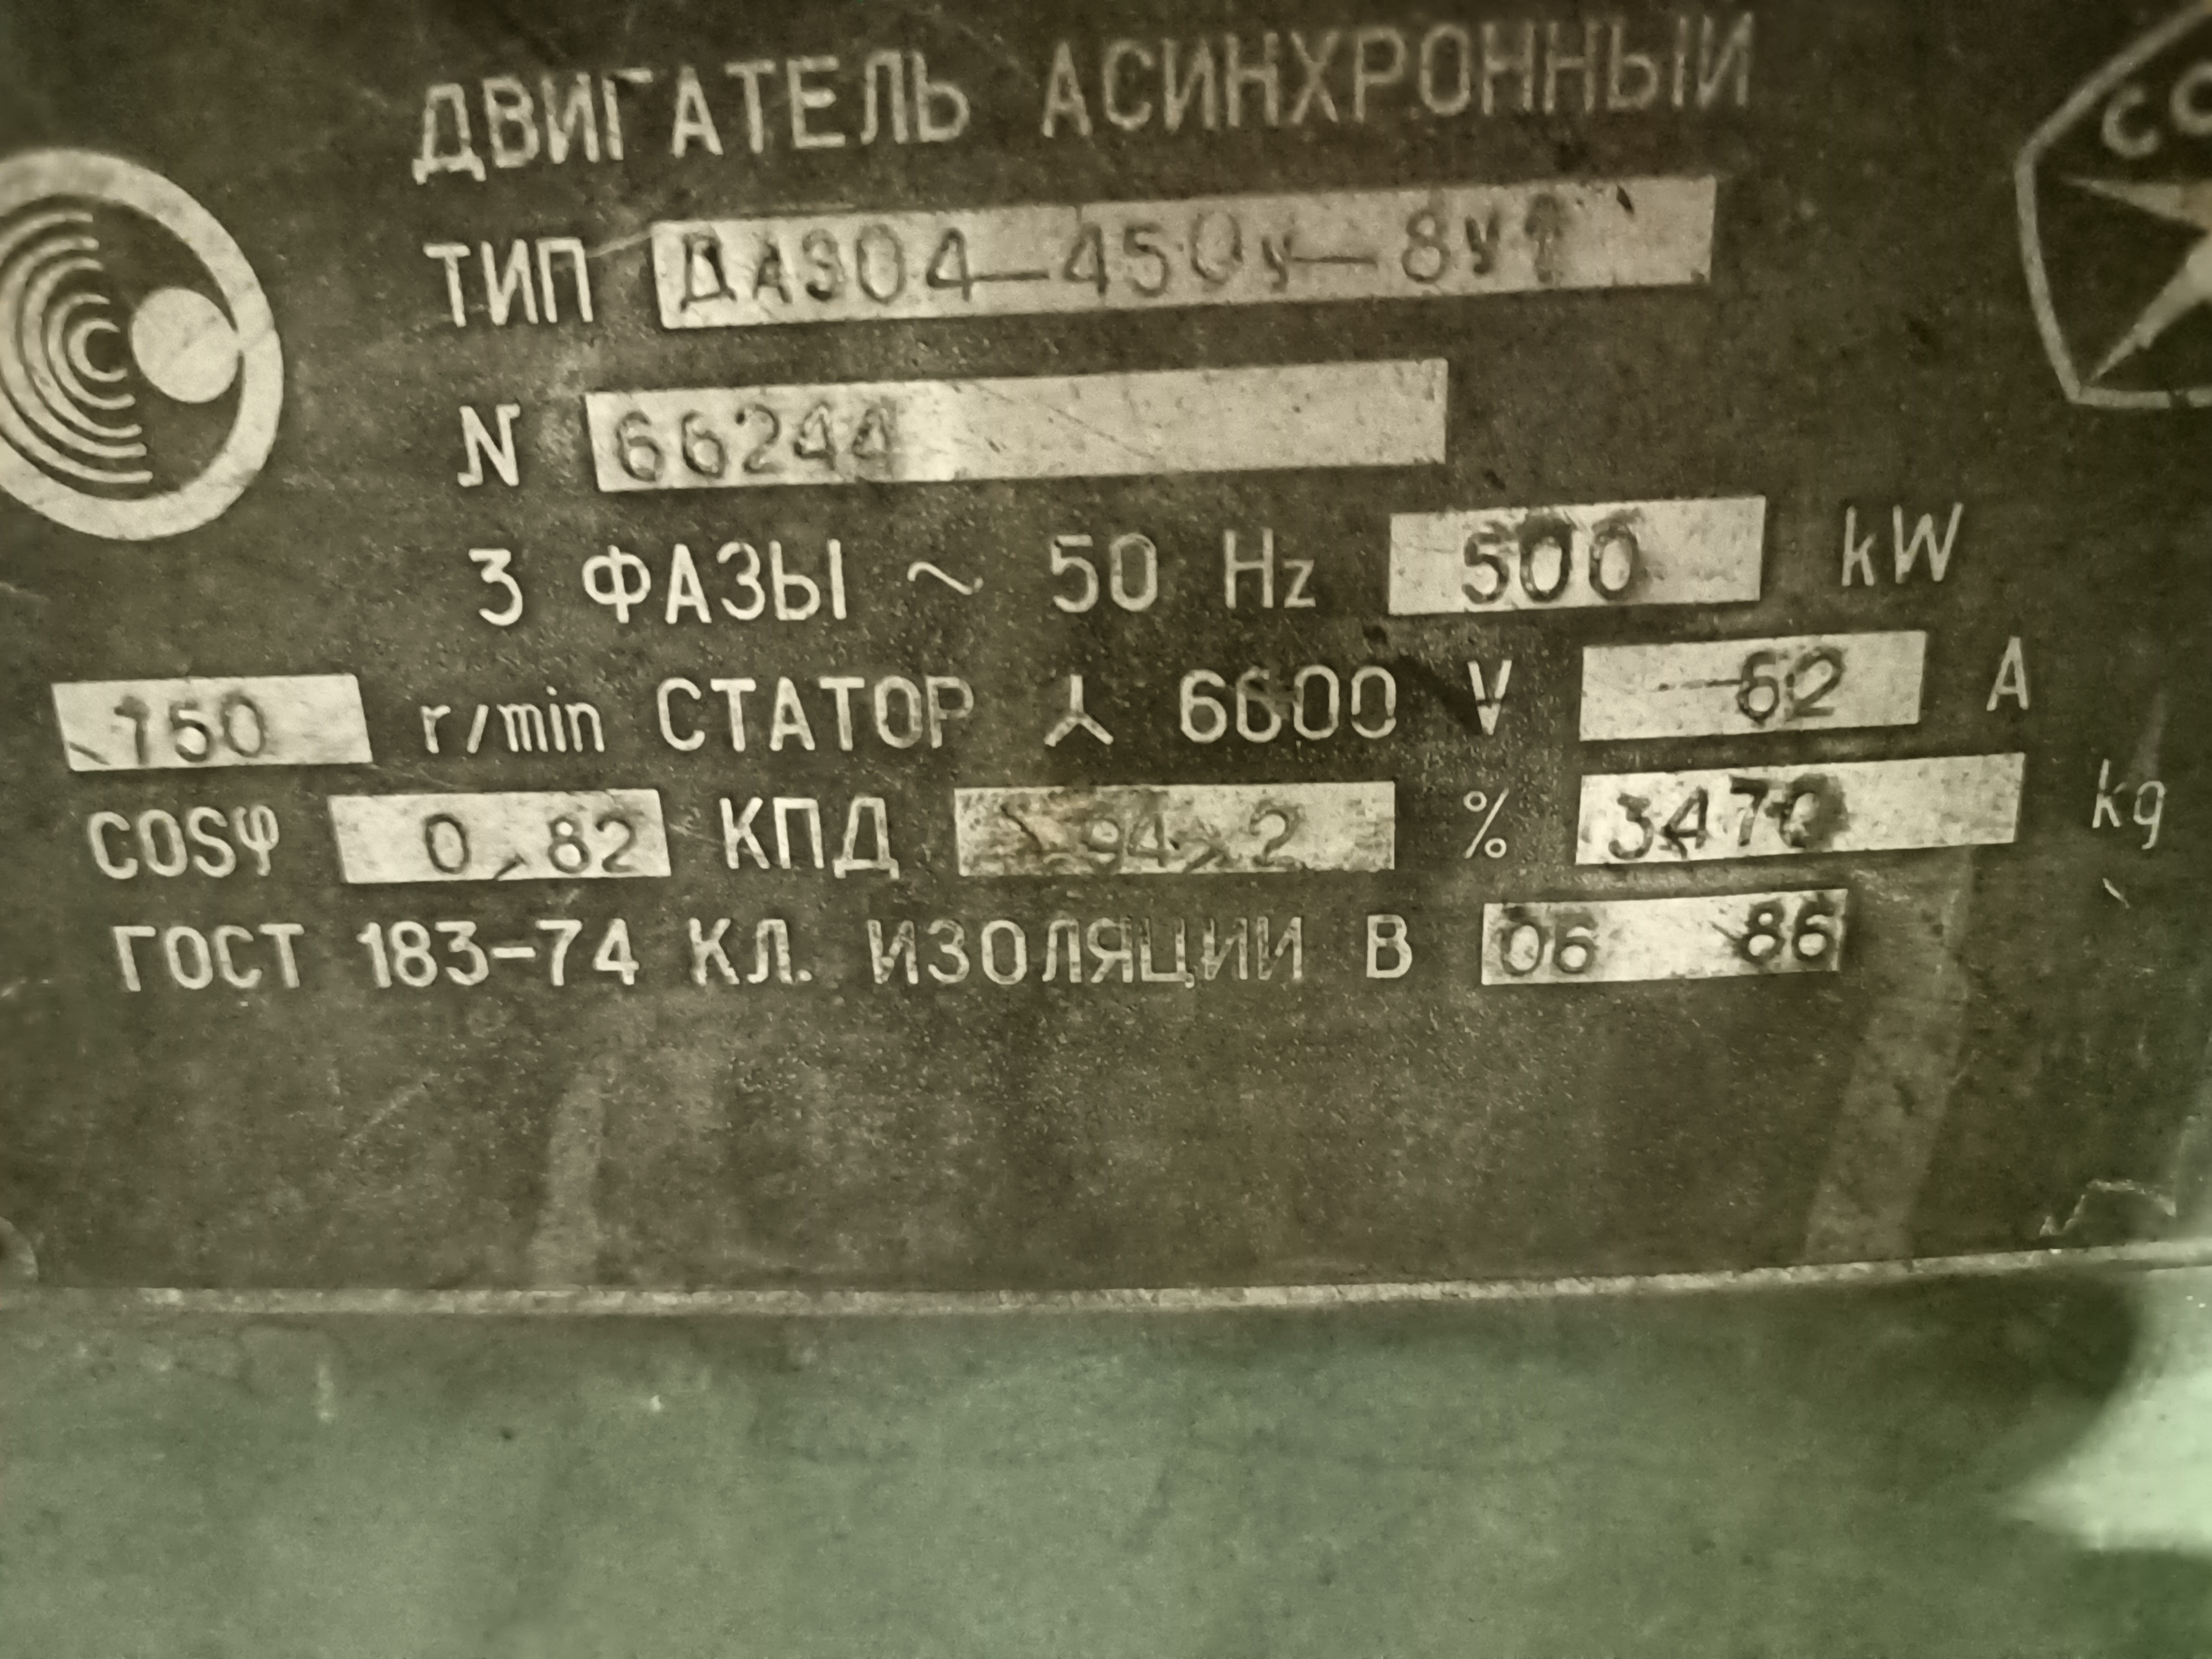 ДВИГАТЕЛЬ АСИНХРОННЫЙ
ТИП ДАЗО4-450У-8У1
N 66244
3 ФАЗЫ ~ 50 Hz 500 kW
750 r/min СТАТОР 6600 V 62 A
COSφ 0,82 КПД 94,2 % 3470 kg
ГОСТ 183-74 КЛ. ИЗОЛЯЦИИ В 06 86